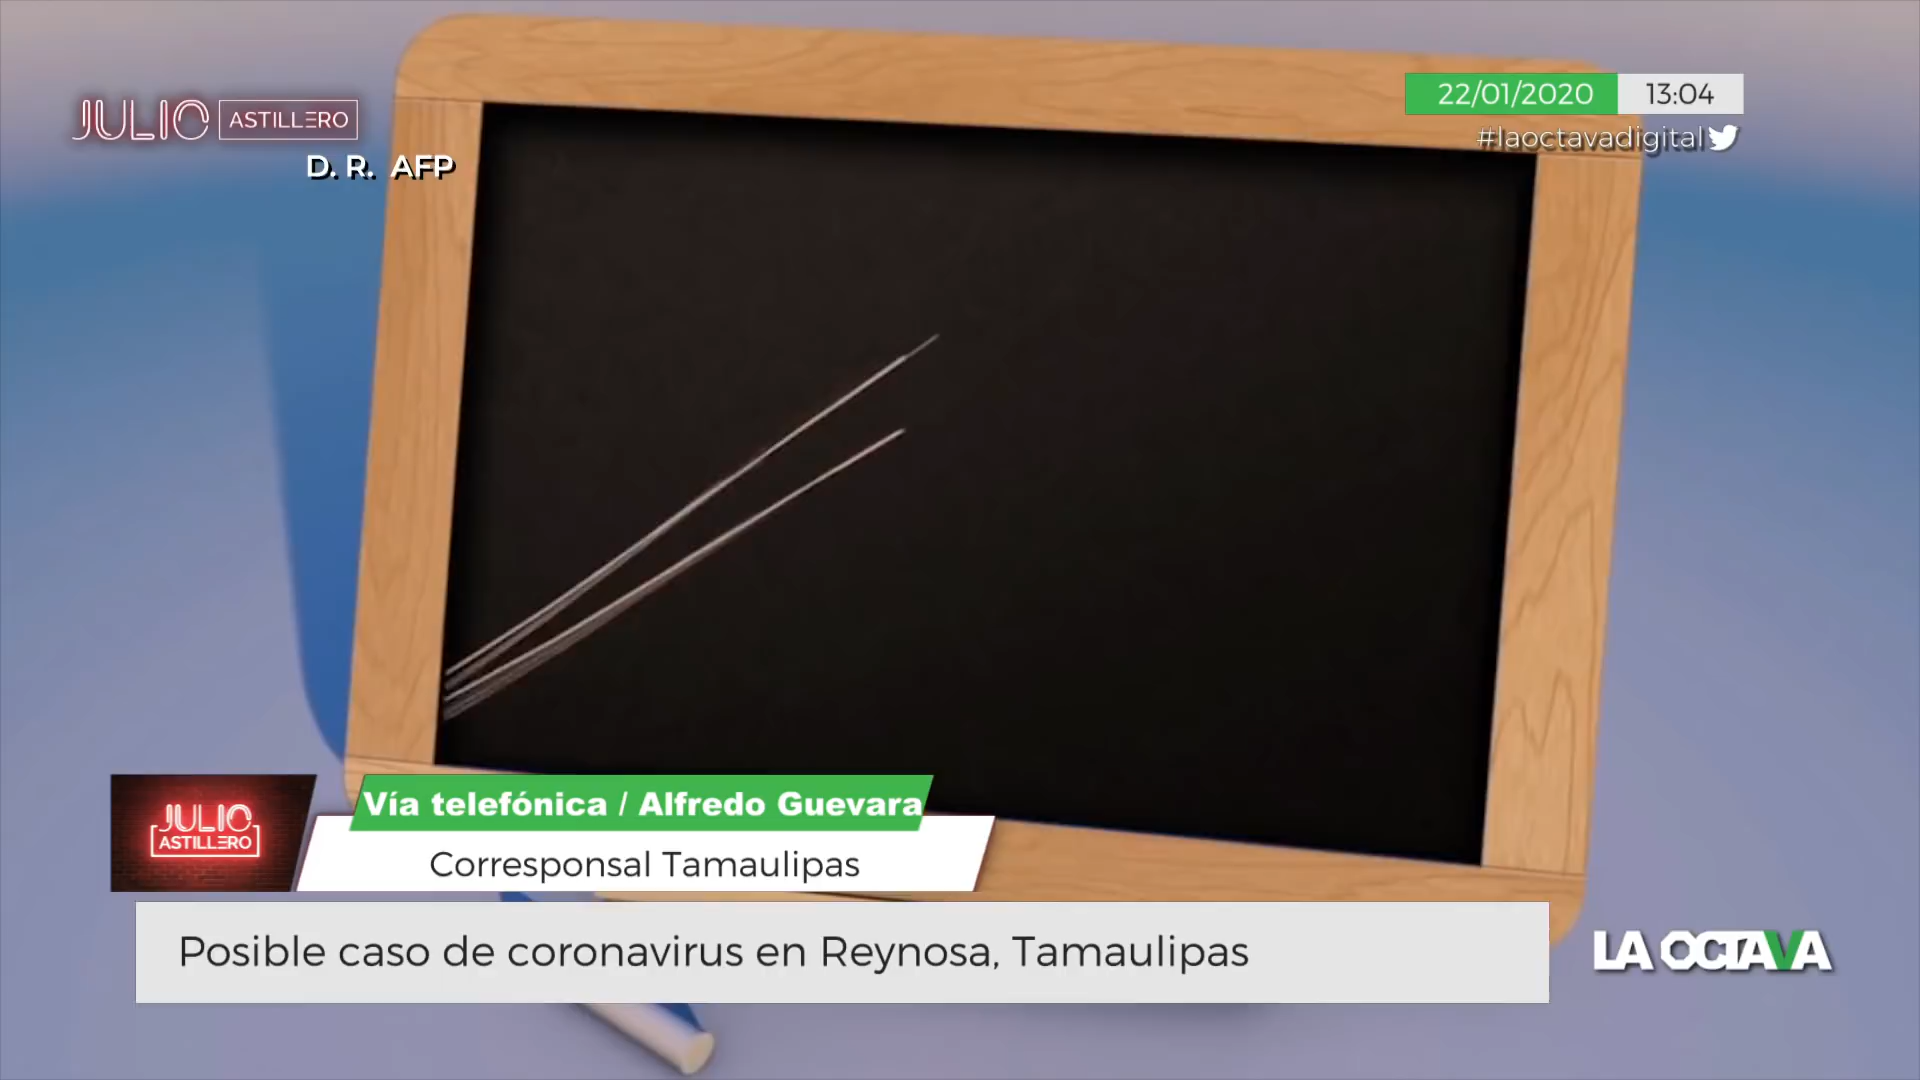 JULIO ASTILLERO
D. R. AFP
22/01/2020 13:04
#laoctavadigital
JULIO
ASTILLERO
Vía telefónica / Alfredo Guevara
Corresponsal Tamaulipas
Posible caso de coronavirus en Reynosa, Tamaulipas
LA OCTAVA